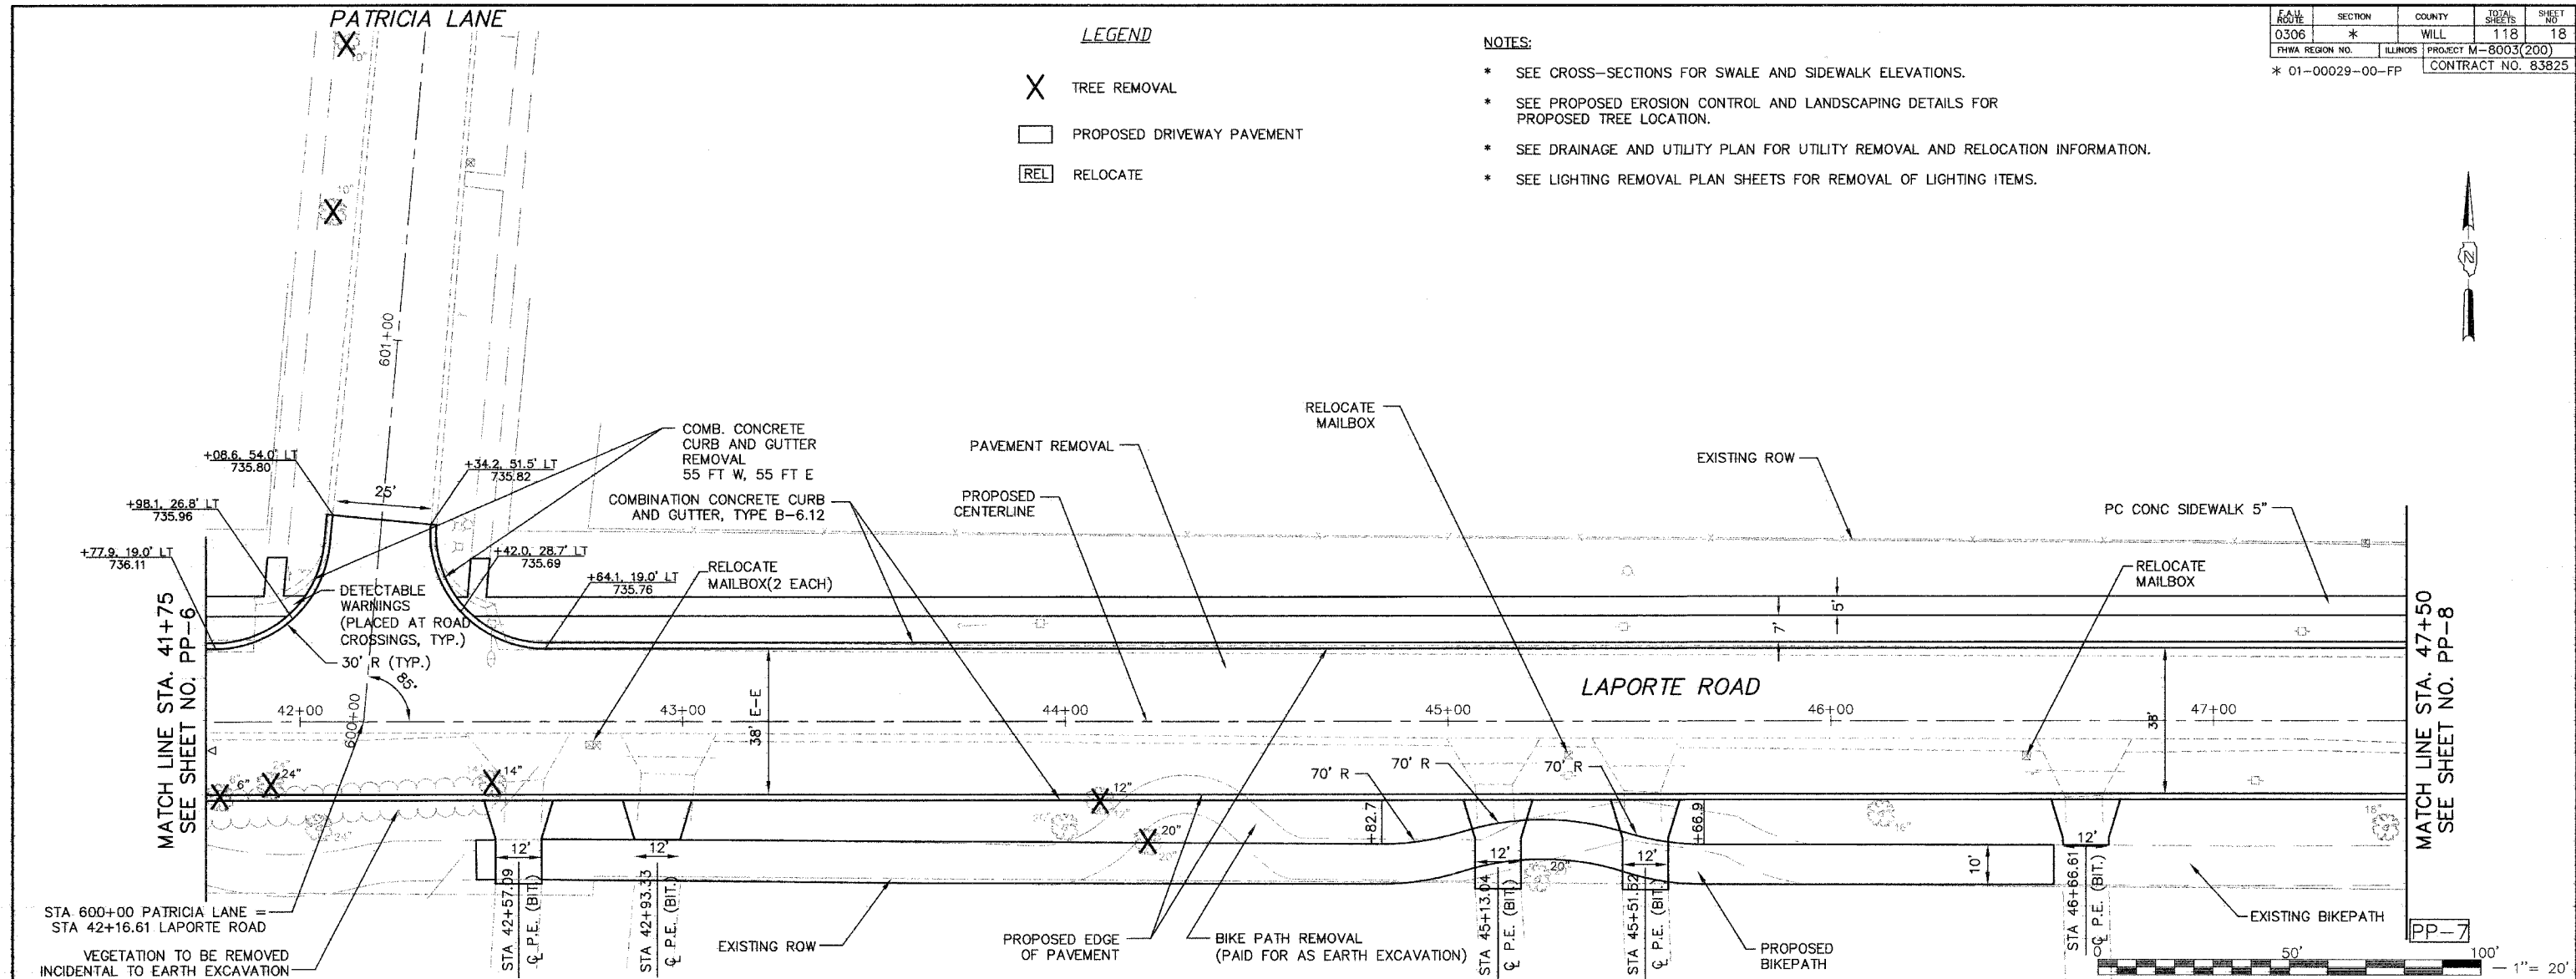 PATRICIA LANE
LEGEND
TREE REMOVAL
PROPOSED DRIVEWAY PAVEMENT
REL RELOCATE
NOTES:
* SEE CROSS-SECTIONS FOR SWALE AND SIDEWALK ELEVATIONS.
* SEE PROPOSED EROSION CONTROL AND LANDSCAPING DETAILS FOR
PROPOSED TREE LOCATION.
* SEE DRAINAGE AND UTILITY PLAN FOR UTILITY REMOVAL AND RELOCATION INFORMATION.
* SEE LIGHTING REMOVAL PLAN SHEETS FOR REMOVAL OF LIGHTING ITEMS.
F.A.U. ROUTE SECTION COUNTY TOTAL SHEETS SHEET NO
0306 * WILL 118 18
FHWA REGION NO. ILLINOIS PROJECT M-8003(200)
* 01-00029-00-FP CONTRACT NO. 83825
601+00
+08.6, 54.0' LT
735.80
+34.2, 51.5' LT
735.82
25'
+98.1, 26.8' LT
735.96
+77.9, 19.0' LT
736.11
+42.0, 28.7' LT
735.69
+64.1, 19.0' LT
735.76
COMB. CONCRETE
CURB AND GUTTER
REMOVAL
55 FT W, 55 FT E
COMBINATION CONCRETE CURB
AND GUTTER, TYPE B-6.12
PAVEMENT REMOVAL
PROPOSED
CENTERLINE
RELOCATE
MAILBOX
EXISTING ROW
PC CONC SIDEWALK 5"
RELOCATE
MAILBOX
RELOCATE
MAILBOX(2 EACH)
DETECTABLE
WARNINGS
(PLACED AT ROAD
CROSSINGS, TYP.)
30' R (TYP.)
85°
600+00
5'
7'
MATCH LINE STA. 41+75
SEE SHEET NO. PP-6
MATCH LINE STA. 47+50
SEE SHEET NO. PP-8
LAPORTE ROAD
42+00
43+00
44+00
45+00
46+00
47+00
38' E-E
38'
6"
24"
14"
12"
20"
24"
20"
16"
18"
70' R
70' R
70' R
+82.7
+66.9
12'
12'
12'
12'
12'
10'
STA 42+57.09
℄ P.E. (BIT.)
STA 42+93.33
℄ P.E. (BIT.)
STA 45+13.04
℄ P.E. (BIT.)
STA 45+51.52
℄ P.E. (BIT.)
STA 46+66.61
℄ P.E. (BIT.)
STA 600+00 PATRICIA LANE =
STA 42+16.61 LAPORTE ROAD
VEGETATION TO BE REMOVED
INCIDENTAL TO EARTH EXCAVATION
EXISTING ROW
PROPOSED EDGE
OF PAVEMENT
BIKE PATH REMOVAL
(PAID FOR AS EARTH EXCAVATION)
PROPOSED
BIKEPATH
EXISTING BIKEPATH
PP-7
0 50' 100'
1"= 20'